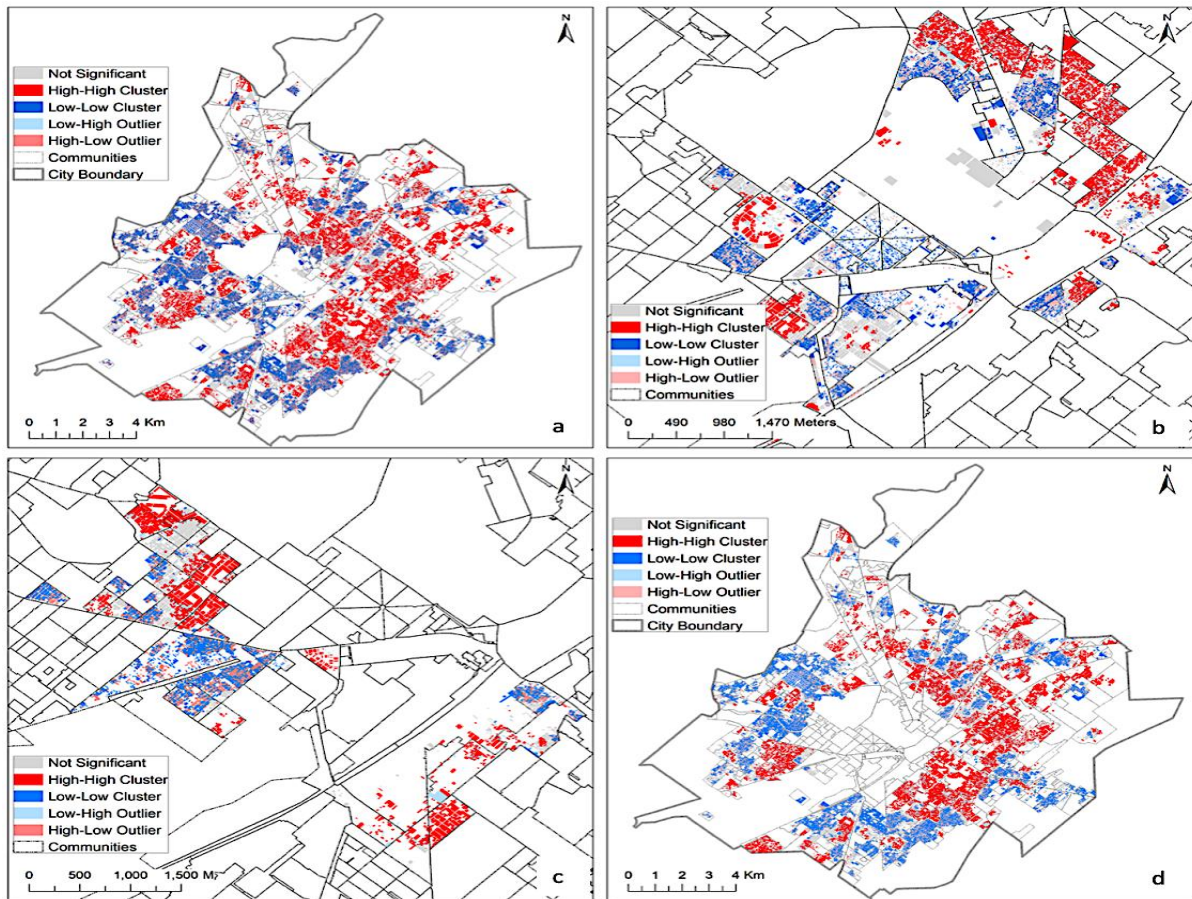 N
Not Significant
High-High Cluster
Low-Low Cluster
Low-High Outlier
High-Low Outlier
Communities
City Boundary
0 1 2 3 4 Km
a
N
Not Significant
High-High Cluster
Low-Low Cluster
Low-High Outlier
High-Low Outlier
Communities
0 490 980 1,470 Meters
b
N
Not Significant
High-High Cluster
Low-Low Cluster
Low-High Outlier
High-Low Outlier
Communities
0 500 1,000 1,500 M
c
N
Not Significant
High-High Cluster
Low-Low Cluster
Low-High Outlier
High-Low Outlier
Communities
City Boundary
0 1 2 3 4 Km
d